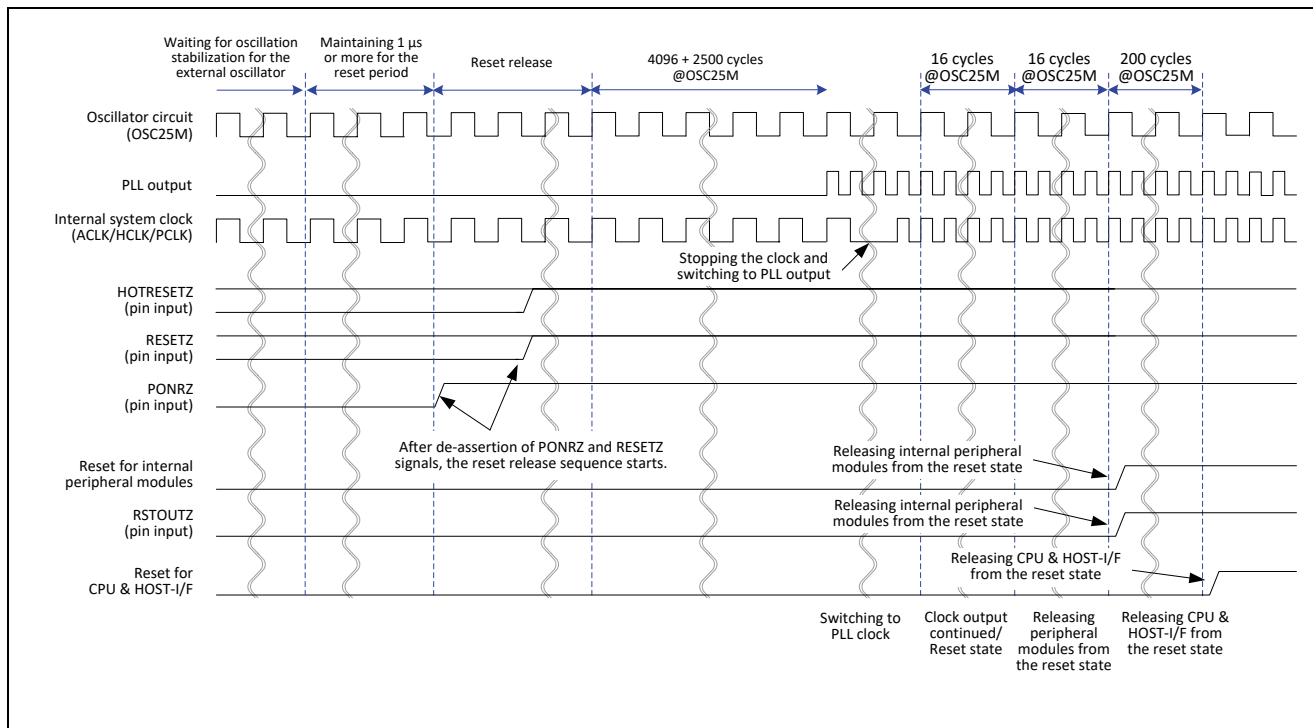 Waiting for oscillation
stabilization for the
external oscillator
Maintaining 1 µs
or more for the
reset period
Reset release
4096 + 2500 cycles
@OSC25M
16 cycles
@OSC25M
16 cycles
@OSC25M
200 cycles
@OSC25M
Oscillator circuit
(OSC25M)
PLL output
Internal system clock
(ACLK/HCLK/PCLK)
Stopping the clock and
switching to PLL output
HOTRESETZ
(pin input)
RESETZ
(pin input)
PONRZ
(pin input)
After de-assertion of PONRZ and RESETZ
signals, the reset release sequence starts.
Reset for internal
peripheral modules
Releasing internal peripheral
modules from the reset state
RSTOUTZ
(pin input)
Releasing internal peripheral
modules from the reset state
Reset for
CPU & HOST-I/F
Releasing CPU & HOST-I/F
from the reset state
Switching to
PLL clock
Clock output
continued/
Reset state
Releasing
peripheral
modules from
the reset state
Releasing CPU &
HOST-I/F from
the reset state